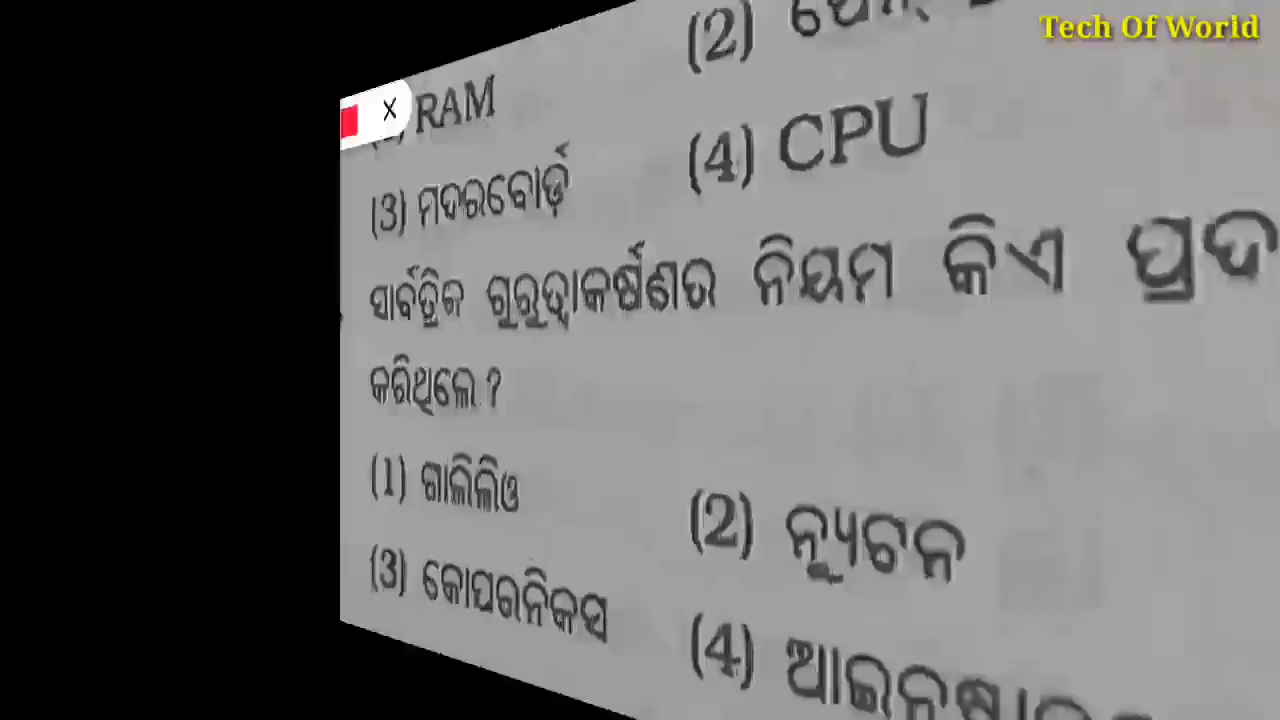 Tech Of World
(2)
RAM
(4) CPU
(3) ମଦରବୋର୍ଡ଼
ସାର୍ବତ୍ରିକ ଗୁରୁତ୍ୱାକର୍ଷଣର ନିୟମ କିଏ
କରିଥିଲେ ?
(1) ଗାଲିଲିଓ
(2) ନ୍ୟୁଟନ
(3) କୋପରନିକସ
(4)